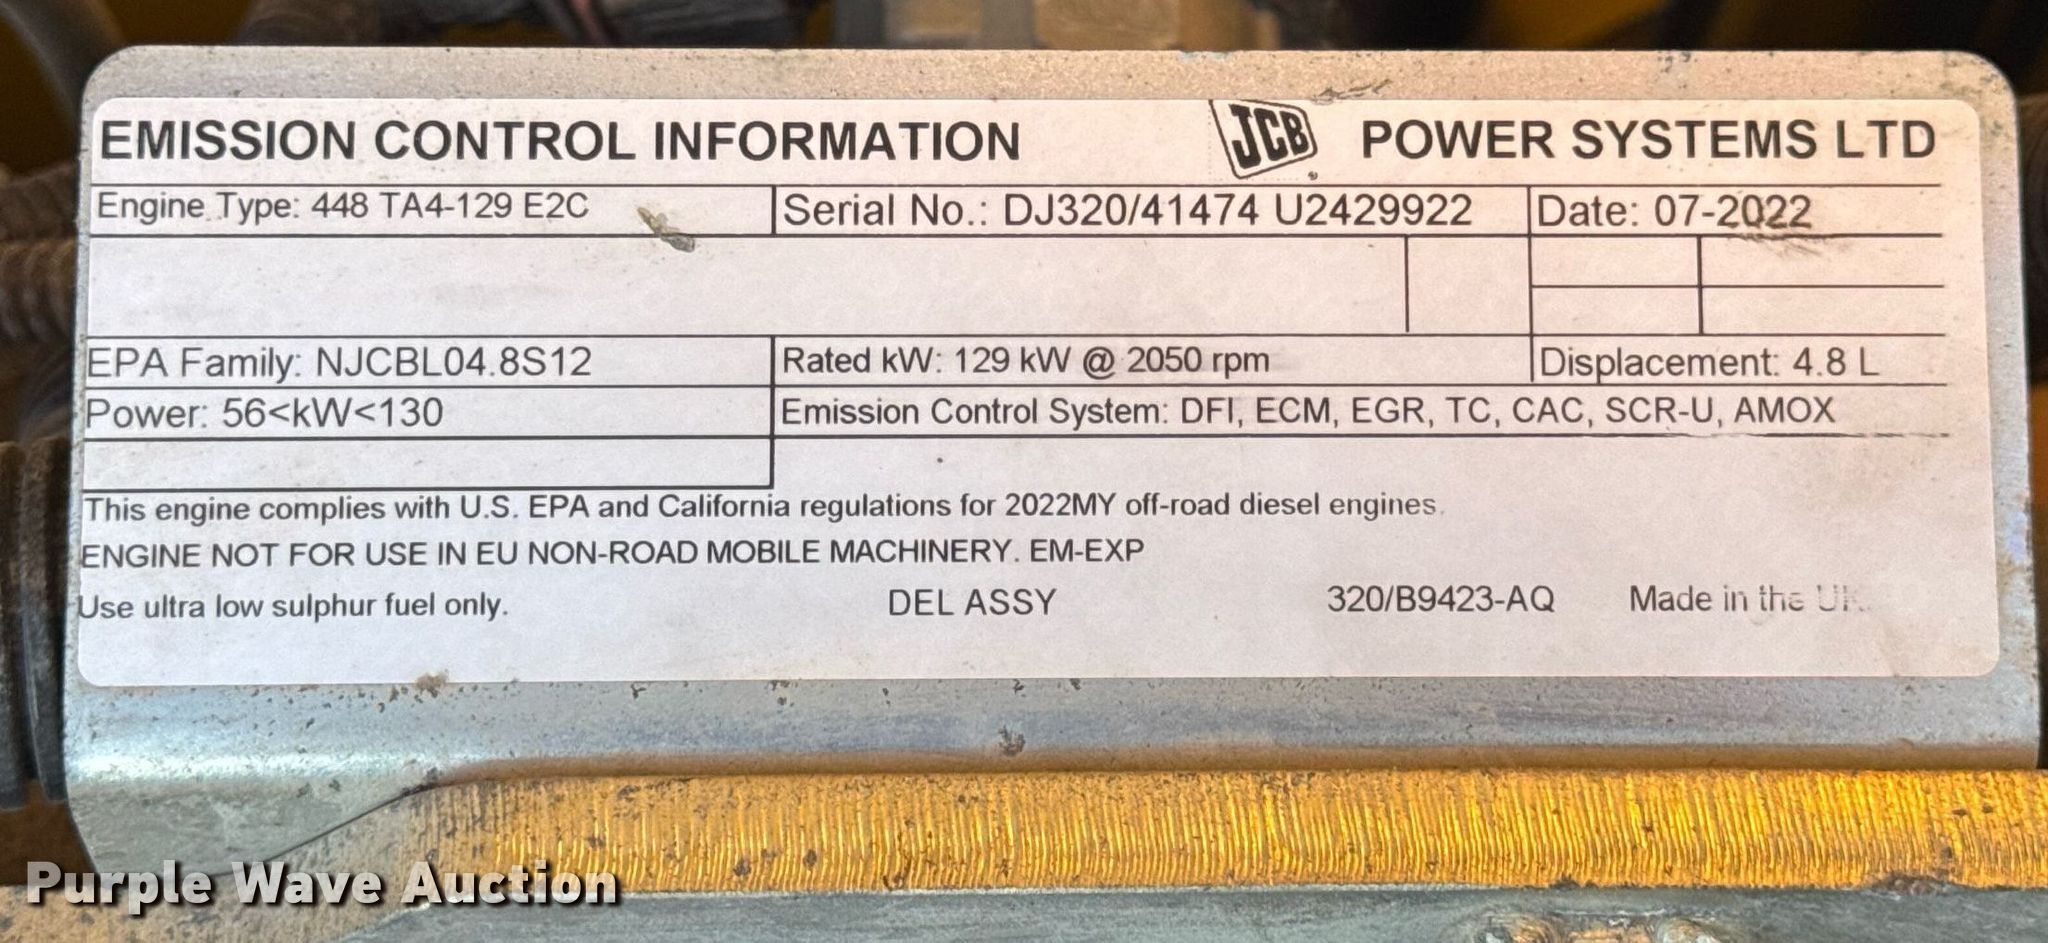 EMISSION CONTROL INFORMATION JCB POWER SYSTEMS LTD
Engine Type: 448 TA4-129 E2C Serial No.: DJ320/41474 U2429922 Date: 07-2022
EPA Family: NJCBL04.8S12 Rated kW: 129 kW @ 2050 rpm Displacement: 4.8 L
Power: 56<kW<130 Emission Control System: DFI, ECM, EGR, TC, CAC, SCR-U, AMOX
This engine complies with U.S. EPA and California regulations for 2022MY off-road diesel engines.
ENGINE NOT FOR USE IN EU NON-ROAD MOBILE MACHINERY. EM-EXP
Use ultra low sulphur fuel only. DEL ASSY 320/B9423-AQ Made in the UK.
Purple Wave Auction